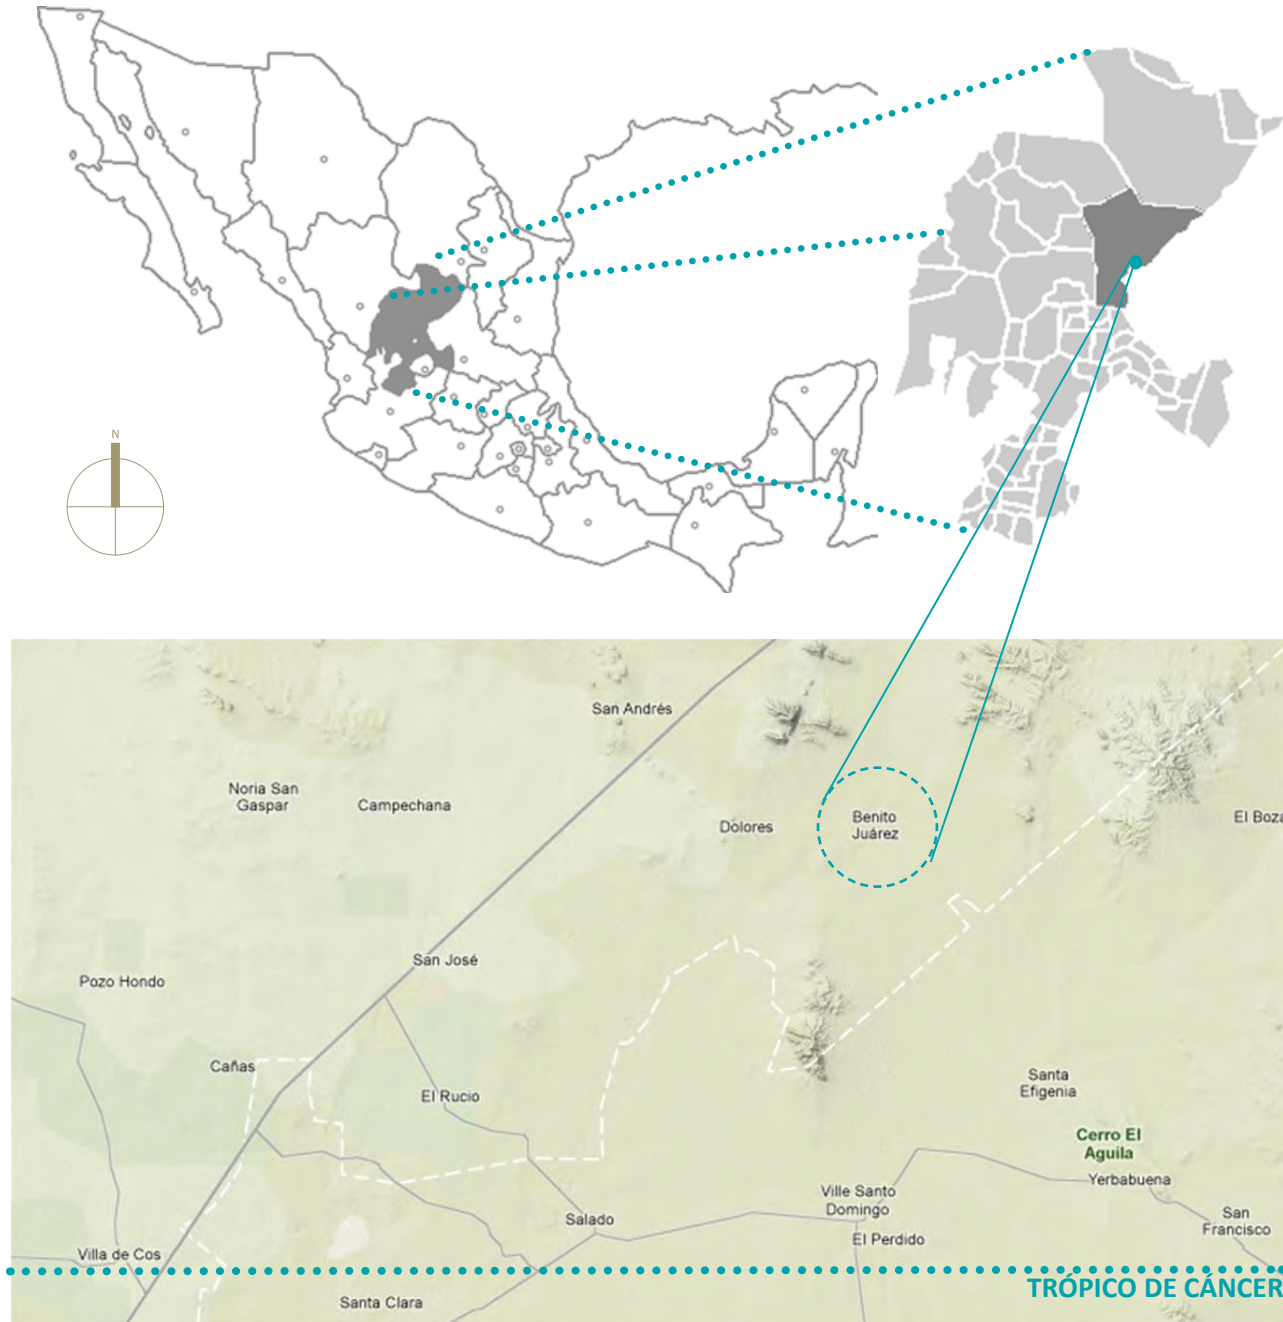 N
San Andrés
Noria San
Gaspar
Campechana
Dolores
Benito
Juárez
El Boza
San José
Pozo Hondo
Cañas
El Rucio
Santa
Efigenia
Cerro El
Aguila
Yerbabuena
Ville Santo
Domingo
San
Francisco
Salado
El Perdido
Villa de Cos
TRÓPICO DE CÁNCER
Santa Clara